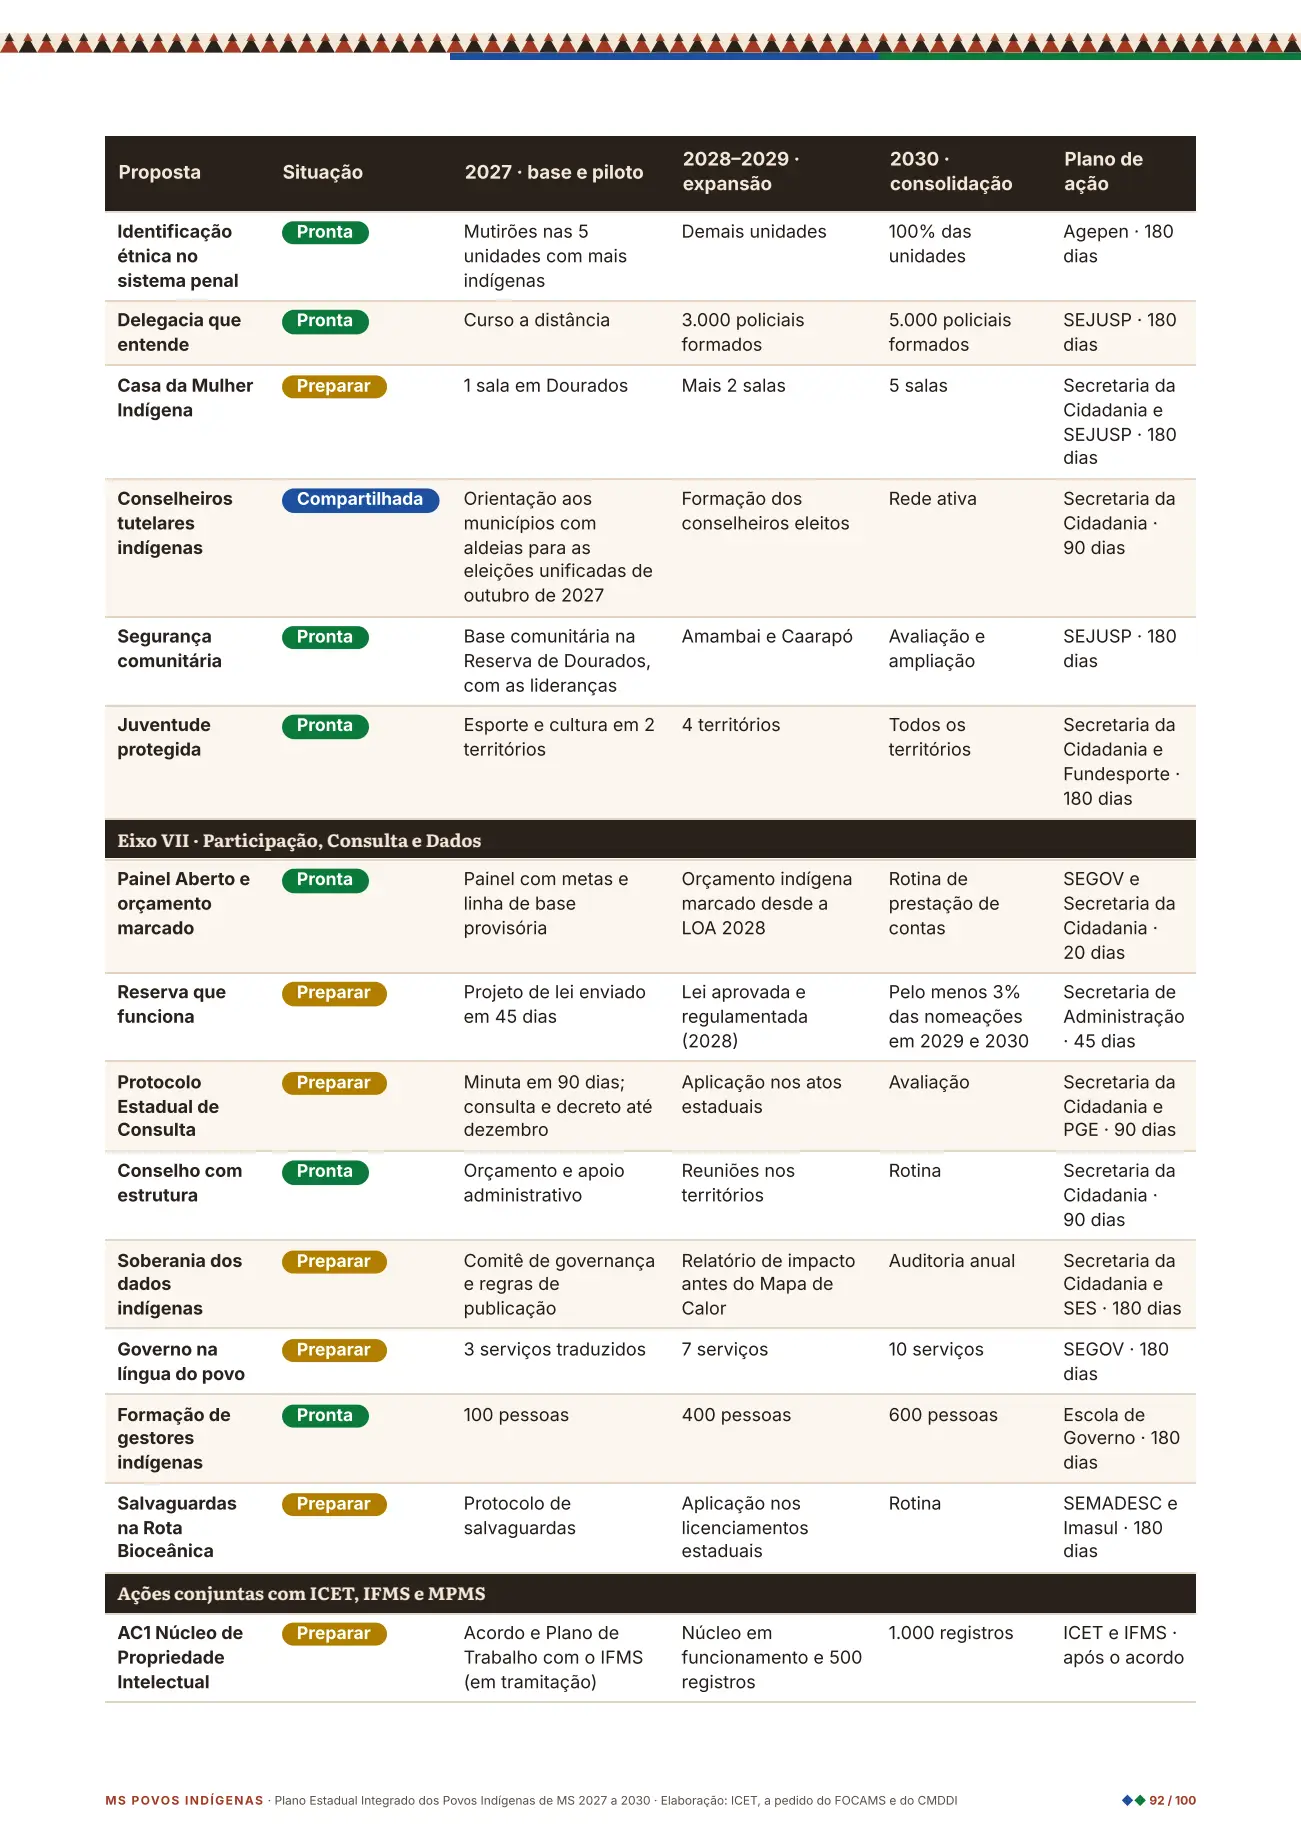 Proposta
Situação
2027 · base e piloto
2028–2029 ·
expansão
2030 ·
consolidação
Plano de
ação
Identificação
étnica no
sistema penal
Pronta
Mutirões nas 5
unidades com mais
indígenas
Demais unidades
100% das
unidades
Agepen · 180
dias
Delegacia que
entende
Pronta
Curso a distância
3.000 policiais
formados
5.000 policiais
formados
SEJUSP · 180
dias
Casa da Mulher
Indígena
Preparar
1 sala em Dourados
Mais 2 salas
5 salas
Secretaria da
Cidadania e
SEJUSP · 180
dias
Conselheiros
tutelares
indígenas
Compartilhada
Orientação aos
municípios com
aldeias para as
eleições unificadas de
outubro de 2027
Formação dos
conselheiros eleitos
Rede ativa
Secretaria da
Cidadania ·
90 dias
Segurança
comunitária
Pronta
Base comunitária na
Reserva de Dourados,
com as lideranças
Amambai e Caarapó
Avaliação e
ampliação
SEJUSP · 180
dias
Juventude
protegida
Pronta
Esporte e cultura em 2
territórios
4 territórios
Todos os
territórios
Secretaria da
Cidadania e
Fundesporte ·
180 dias
Eixo VII · Participação, Consulta e Dados
Painel Aberto e
orçamento
marcado
Pronta
Painel com metas e
linha de base
provisória
Orçamento indígena
marcado desde a
LOA 2028
Rotina de
prestação de
contas
SEGOV e
Secretaria da
Cidadania ·
20 dias
Reserva que
funciona
Preparar
Projeto de lei enviado
em 45 dias
Lei aprovada e
regulamentada
(2028)
Pelo menos 3%
das nomeações
em 2029 e 2030
Secretaria de
Administração
· 45 dias
Protocolo
Estadual de
Consulta
Preparar
Minuta em 90 dias;
consulta e decreto até
dezembro
Aplicação nos atos
estaduais
Avaliação
Secretaria da
Cidadania e
PGE · 90 dias
Conselho com
estrutura
Pronta
Orçamento e apoio
administrativo
Reuniões nos
territórios
Rotina
Secretaria da
Cidadania ·
90 dias
Soberania dos
dados
indígenas
Preparar
Comitê de governança
e regras de
publicação
Relatório de impacto
antes do Mapa de
Calor
Auditoria anual
Secretaria da
Cidadania e
SES · 180 dias
Governo na
língua do povo
Preparar
3 serviços traduzidos
7 serviços
10 serviços
SEGOV · 180
dias
Formação de
gestores
indígenas
Pronta
100 pessoas
400 pessoas
600 pessoas
Escola de
Governo · 180
dias
Salvaguardas
na Rota
Bioceânica
Preparar
Protocolo de
salvaguardas
Aplicação nos
licenciamentos
estaduais
Rotina
SEMADESC e
Imasul · 180
dias
Ações conjuntas com ICET, IFMS e MPMS
AC1 Núcleo de
Propriedade
Intelectual
Preparar
Acordo e Plano de
Trabalho com o IFMS
(em tramitação)
Núcleo em
funcionamento e 500
registros
1.000 registros
ICET e IFMS ·
após o acordo
MS POVOS INDÍGENAS · Plano Estadual Integrado dos Povos Indígenas de MS 2027 a 2030 · Elaboração: ICET, a pedido do FOCAMS e do CMDDI
92 / 100